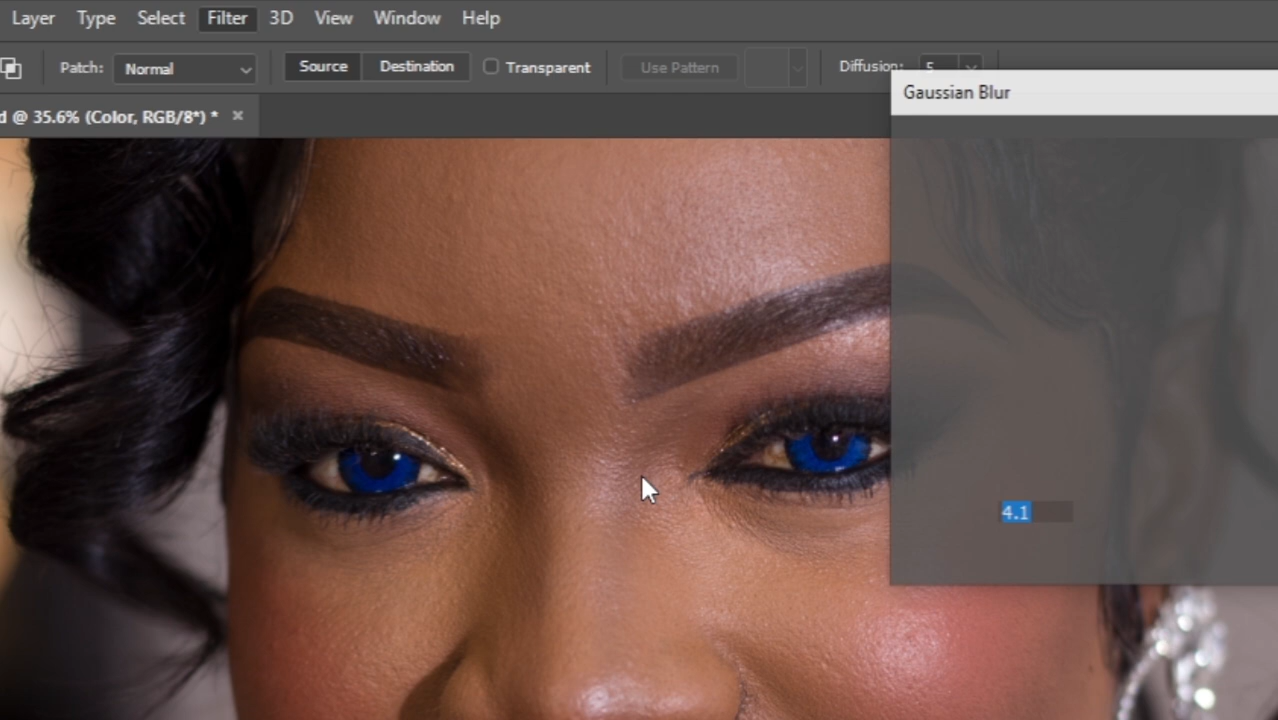 Layer Type Select Filter 3D View Window Help
Patch: Normal Source Destination Transparent Use Pattern Diffusion: 5
d @ 35.6% (Color, RGB/8*) * ×
Gaussian Blur
4.1